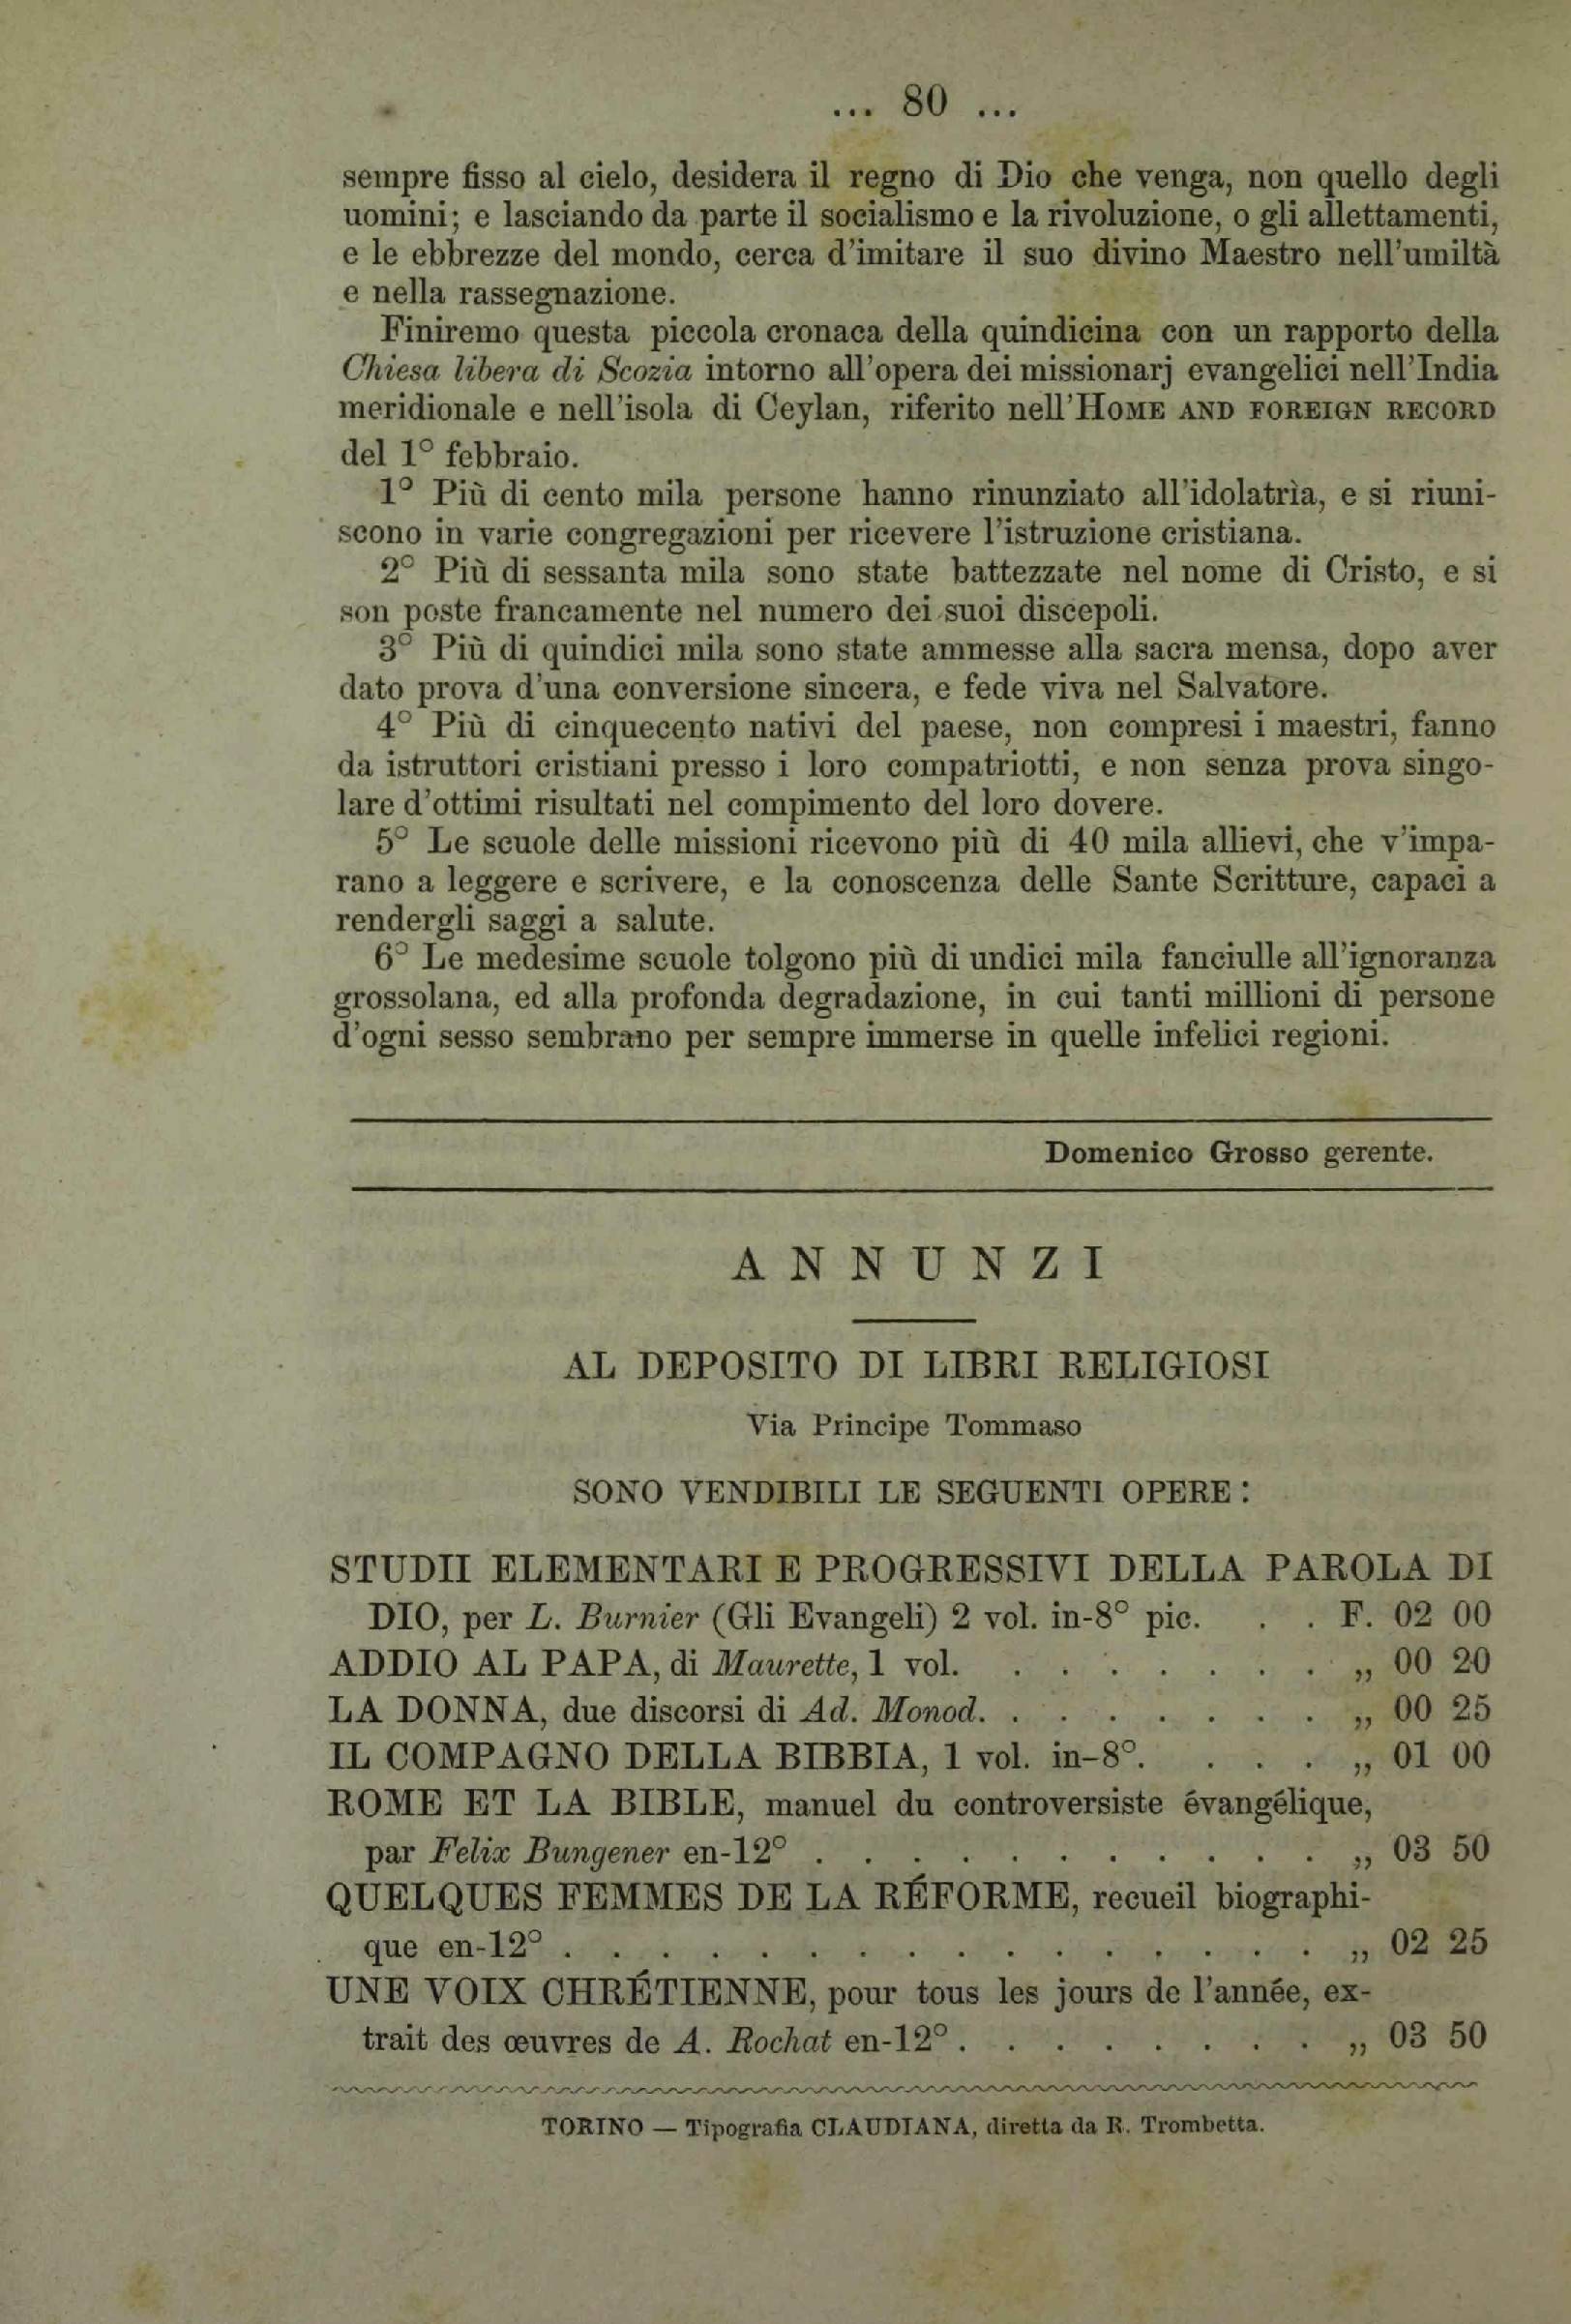 ... 80 ...
sempre fisso al cielo, desidera il regno di Dio che venga, non quello degli
uomini; e lasciando da parte il socialismo e la rivoluzione, o gli allettamenti,
e le ebbrezze del mondo, cerca d'imitare il suo divino Maestro nell'umiltà
e nella rassegnazione.
Finiremo questa piccola cronaca della quindicina con un rapporto della
Chiesa libera di Scozia intorno all'opera dei missionarj evangelici nell'India
meridionale e nell'isola di Ceylan, riferito nell'HOME AND FOREIGN RECORD
del 1° febbraio.
1° Più di cento mila persone hanno rinunziato all'idolatrìa, e si riuni-
scono in varie congregazioni per ricevere l'istruzione cristiana.
2° Più di sessanta mila sono state battezzate nel nome di Cristo, e si
son poste francamente nel numero dei suoi discepoli.
3° Più di quindici mila sono state ammesse alla sacra mensa, dopo aver
dato prova d'una conversione sincera, e fede viva nel Salvatore.
4° Più di cinquecento nativi del paese, non compresi i maestri, fanno
da istruttori cristiani presso i loro compatriotti, e non senza prova singo-
lare d'ottimi risultati nel compimento del loro dovere.
5° Le scuole delle missioni ricevono più di 40 mila allievi, che v'impa-
rano a leggere e scrivere, e la conoscenza delle Sante Scritture, capaci a
rendergli saggi a salute.
6° Le medesime scuole tolgono più di undici mila fanciulle all'ignoranza
grossolana, ed alla profonda degradazione, in cui tanti millioni di persone
d'ogni sesso sembrano per sempre immerse in quelle infelici regioni.
Domenico Grosso gerente.
ANNUNZI
AL DEPOSITO DI LIBRI RELIGIOSI
Via Principe Tommaso
SONO VENDIBILI LE SEGUENTI OPERE:
STUDII ELEMENTARI E PROGRESSIVI DELLA PAROLA DI
DIO, per L. Burnier (Gli Evangeli) 2 vol. in-8° pic. . . F. 02 00
ADDIO AL PAPA, di Maurette, 1 vol. . . . . . . . „ 00 20
LA DONNA, due discorsi di Ad. Monod. . . . . . . . „ 00 25
IL COMPAGNO DELLA BIBBIA, 1 vol. in-8°. . . . „ 01 00
ROME ET LA BIBLE, manuel du controversiste évangélique,
par Felix Bungener en-12° . . . . . . . . . . . „ 03 50
QUELQUES FEMMES DE LA RÉFORME, recueil biographi-
que en-12° . . . . . . . . . . . . . . . . „ 02 25
UNE VOIX CHRÉTIENNE, pour tous les jours de l'année, ex-
trait des œuvres de A. Rochat en-12° . . . . . . . . „ 03 50
TORINO — Tipografia CLAUDIANA, diretta da R. Trombetta.